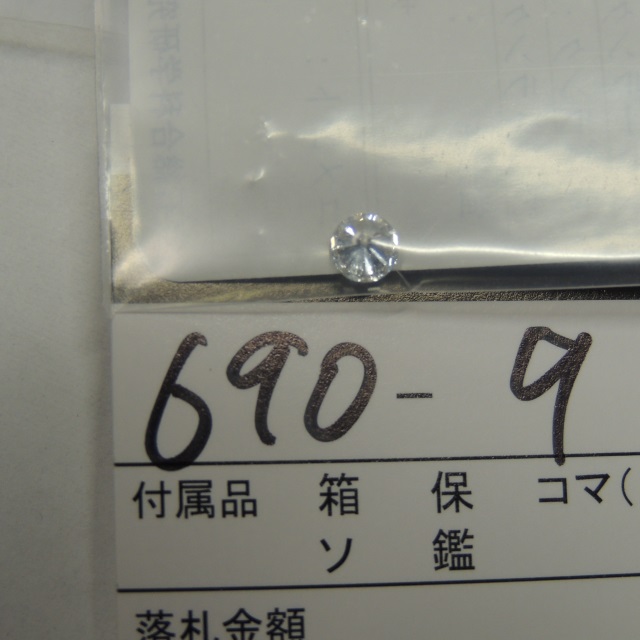 690-9
付属品 箱 保 コマ(
ソ 鑑
落札金額